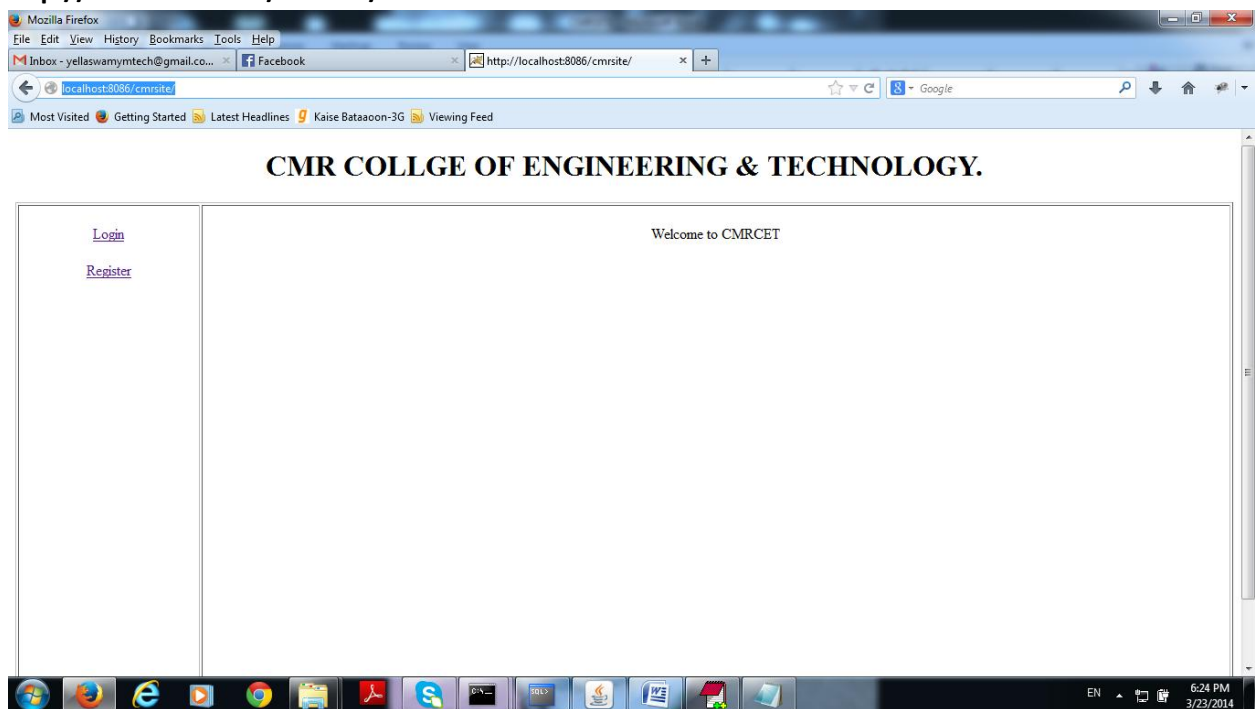 Mozilla Firefox
File Edit View History Bookmarks Tools Help
Inbox - yellaswamymtech@gmail.co... × Facebook × http://localhost:8086/cmrsite/ × +
localhost:8086/cmrsite/ Google
Most Visited Getting Started Latest Headlines Kaise Bataaoon-3G Viewing Feed
CMR COLLGE OF ENGINEERING & TECHNOLOGY.
Login Welcome to CMRCET
Register
EN 6:24 PM
3/23/2014